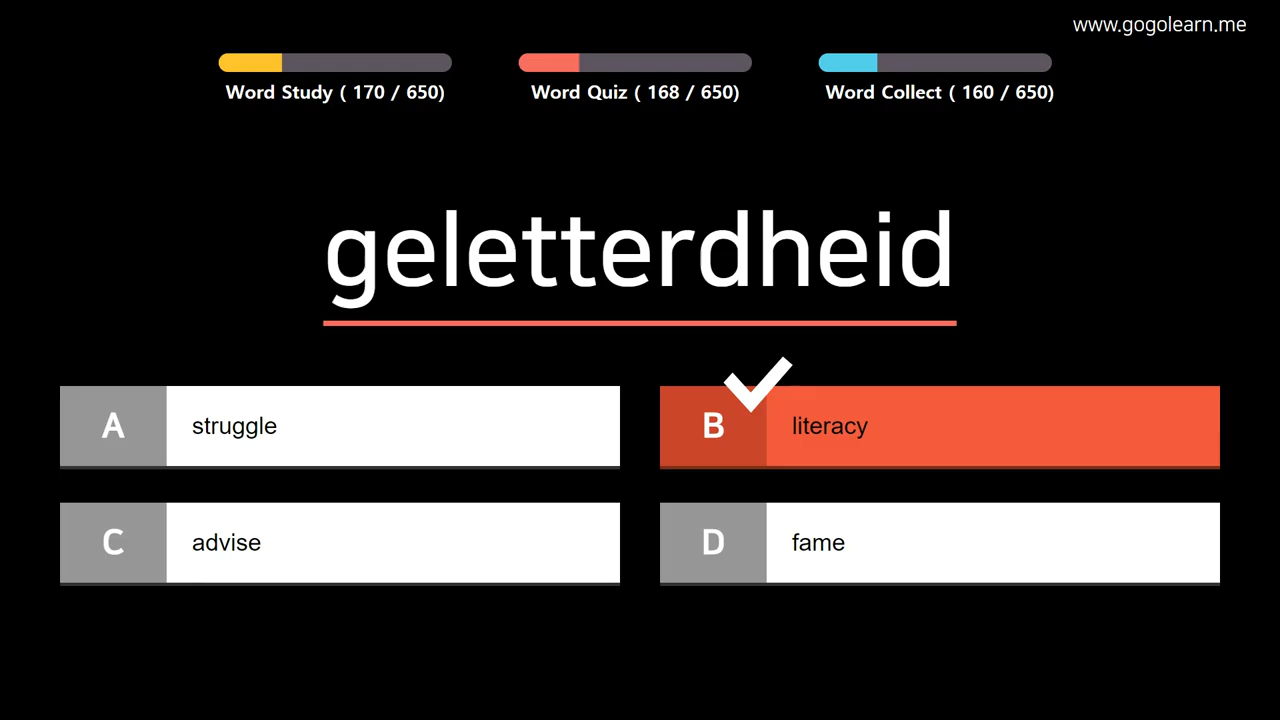 www.gogolearn.me
Word Study ( 170 / 650)
Word Quiz ( 168 / 650)
Word Collect ( 160 / 650)
geletterdheid
A struggle
B literacy
C advise
D fame